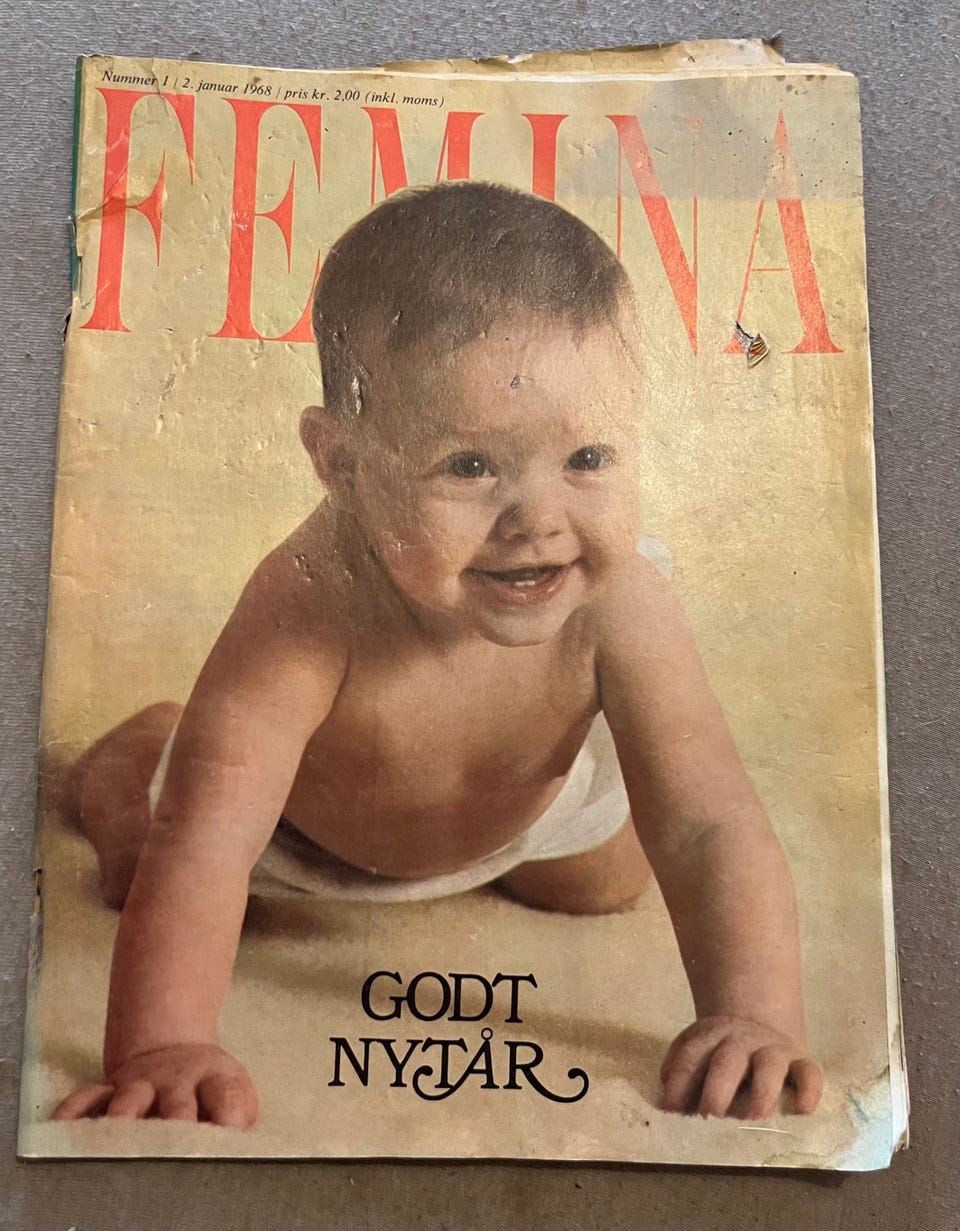 Nummer 1 / 2. januar 1968 / pris kr. 2,00 (inkl. moms)
FEMINA
GODT
NYTÅR